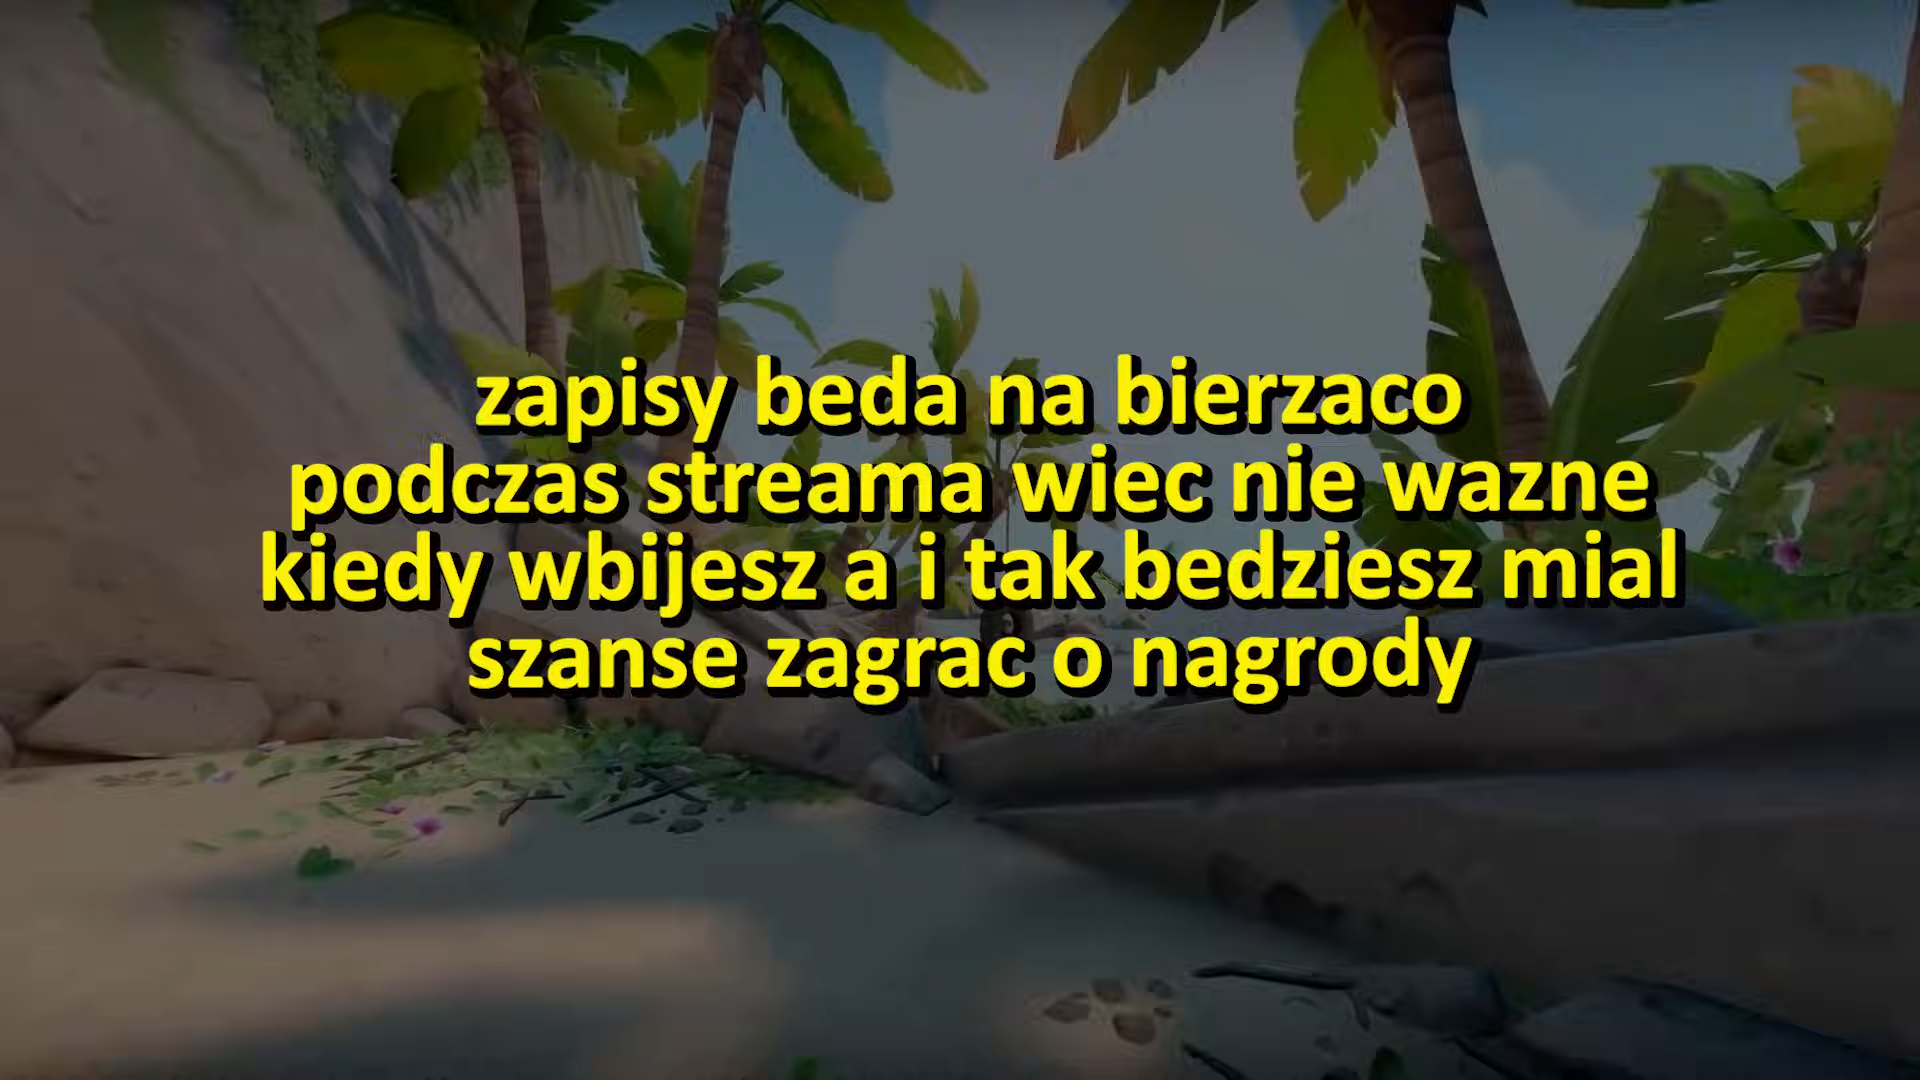 zapisy beda na bierzaco
podczas streama wiec nie wazne
kiedy wbijesz a i tak bedziesz mial
szanse zagrac o nagrody